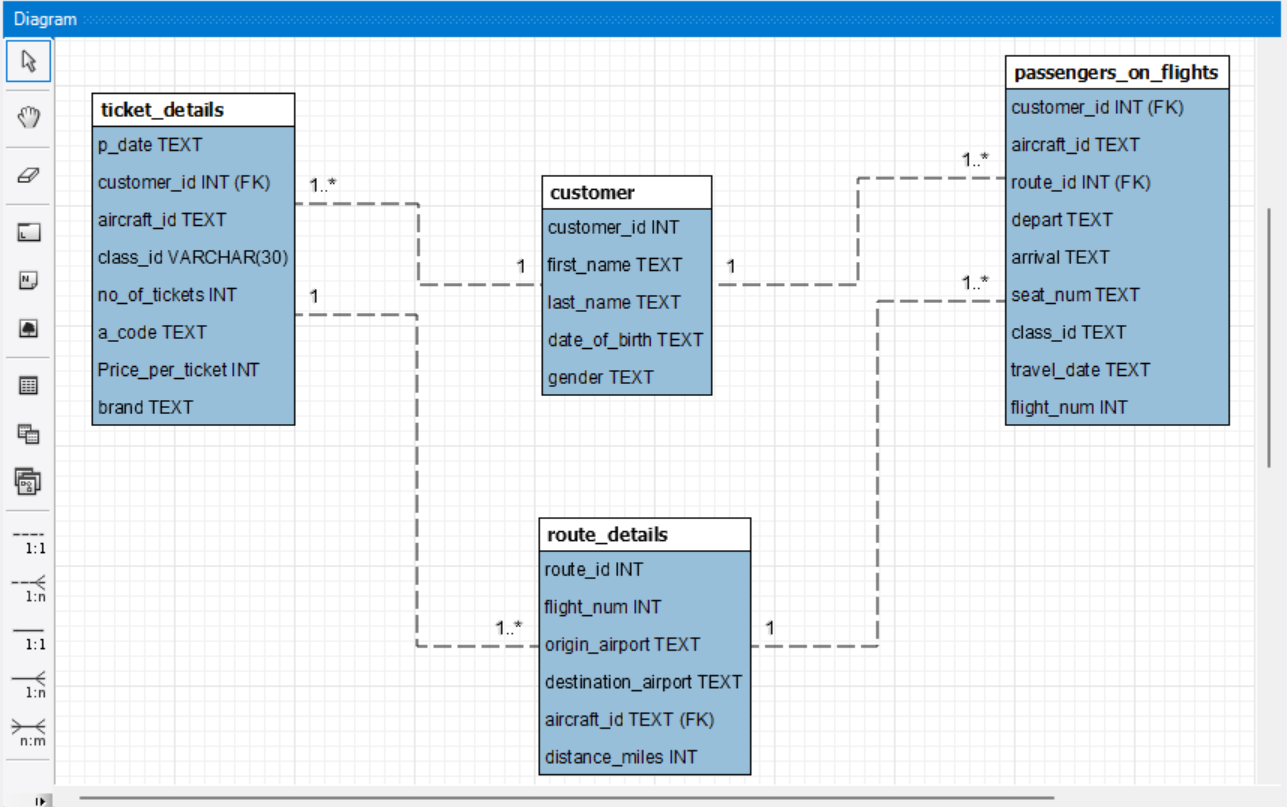 Diagram
ticket_details
p_date TEXT
customer_id INT (FK)
aircraft_id TEXT
class_id VARCHAR(30)
no_of_tickets INT
a_code TEXT
Price_per_ticket INT
brand TEXT
1..*
1
customer
customer_id INT
first_name TEXT
last_name TEXT
date_of_birth TEXT
gender TEXT
1
1
passengers_on_flights
customer_id INT (FK)
aircraft_id TEXT
route_id INT (FK)
depart TEXT
arrival TEXT
seat_num TEXT
class_id TEXT
travel_date TEXT
flight_num INT
1..*
1..*
route_details
route_id INT
flight_num INT
origin_airport TEXT
destination_airport TEXT
aircraft_id TEXT (FK)
distance_miles INT
1..*
1
1:1
1:n
1:1
1:n
n:m